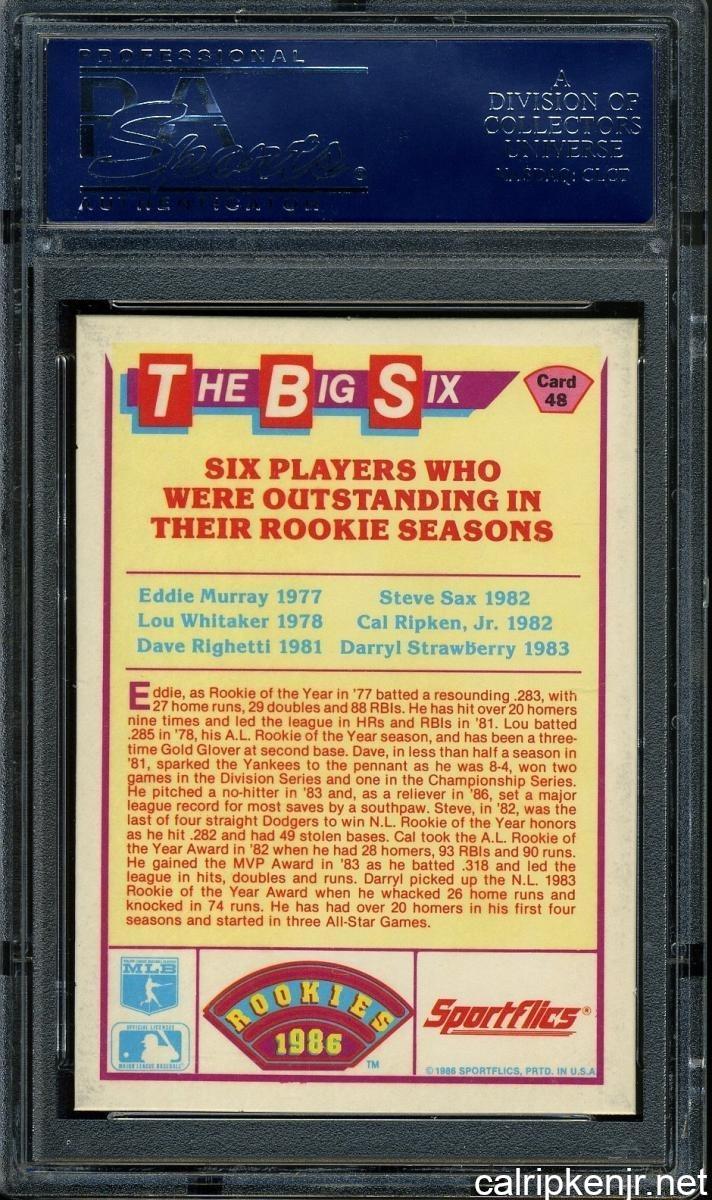 PROFESSIONAL
PSA
Sports®
AUTHENTICATOR
A
DIVISION OF
COLLECTORS
UNIVERSE
NASDAQ: CLCT
THE BIG SIX
Card
48
SIX PLAYERS WHO
WERE OUTSTANDING IN
THEIR ROOKIE SEASONS
Eddie Murray 1977 Steve Sax 1982
Lou Whitaker 1978 Cal Ripken, Jr. 1982
Dave Righetti 1981 Darryl Strawberry 1983
Eddie, as Rookie of the Year in '77 batted a resounding .283, with
27 home runs, 29 doubles and 88 RBIs. He has hit over 20 homers
nine times and led the league in HRs and RBIs in '81. Lou batted
.285 in '78, his A.L. Rookie of the Year season, and has been a three-
time Gold Glover at second base. Dave, in less than half a season in
'81, sparked the Yankees to the pennant as he was 8-4, won two
games in the Division Series and one in the Championship Series.
He pitched a no-hitter in '83 and, as a reliever in '86, set a major
league record for most saves by a southpaw. Steve, in '82, was the
last of four straight Dodgers to win N.L. Rookie of the Year honors
as he hit .282 and had 49 stolen bases. Cal took the A.L. Rookie of
the Year Award in '82 when he had 28 homers, 93 RBIs and 90 runs.
He gained the MVP Award in '83 as he batted .318 and led the
league in hits, doubles and runs. Darryl picked up the N.L. 1983
Rookie of the Year Award when he whacked 26 home runs and
knocked in 74 runs. He has had over 20 homers in his first four
seasons and started in three All-Star Games.
MLB
OFFICIAL LICENSEE
MAJOR LEAGUE BASEBALL
ROOKIES
1986
TM
Sportflics®
©1986 SPORTFLICS, PRTD. IN U.S.A
calripkenjr.net